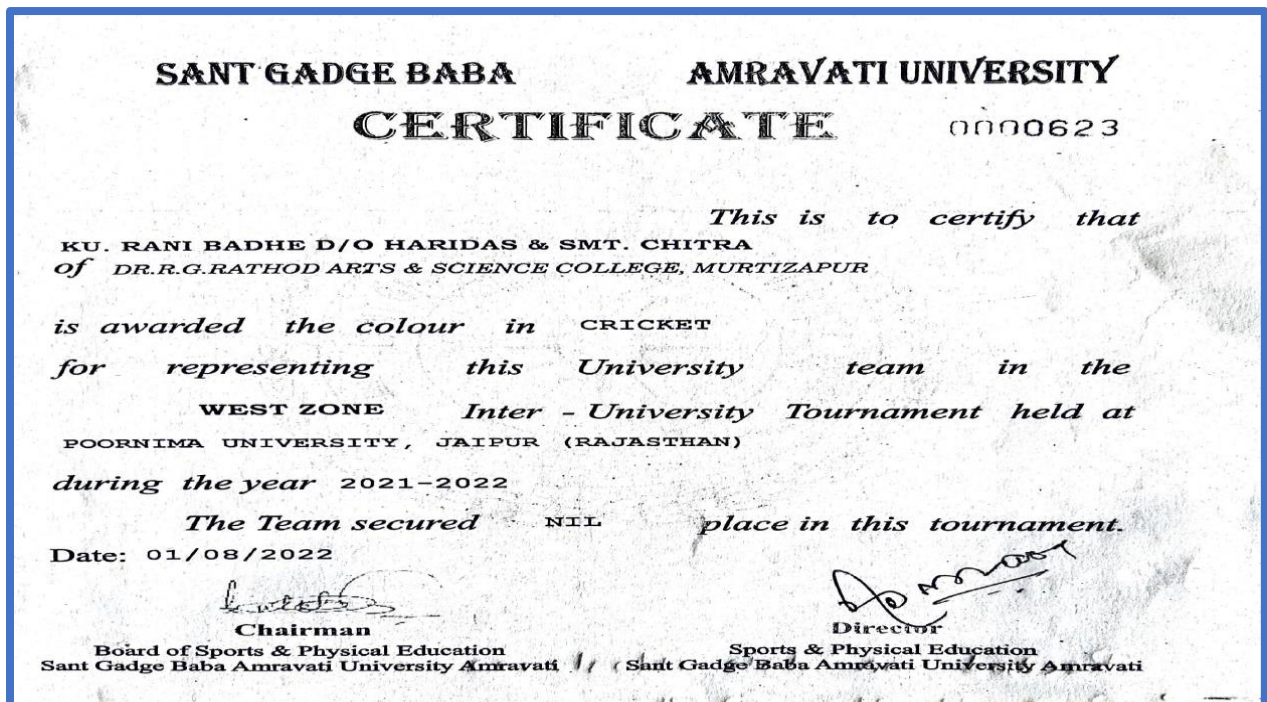 SANT GADGE BABA AMRAVATI UNIVERSITY
CERTIFICATE 0000623
This is to certify that
KU. RANI BADHE D/O HARIDAS & SMT. CHITRA
of DR.R.G.RATHOD ARTS & SCIENCE COLLEGE, MURTIZAPUR
is awarded the colour in CRICKET
for representing this University team in the
WEST ZONE Inter - University Tournament held at
POORNIMA UNIVERSITY, JAIPUR (RAJASTHAN)
during the year 2021-2022
The Team secured NIL place in this tournament.
Date: 01/08/2022
Chairman Director
Board of Sports & Physical Education Sports & Physical Education
Sant Gadge Baba Amravati University Amravati Sant Gadge Baba Amravati University Amravati